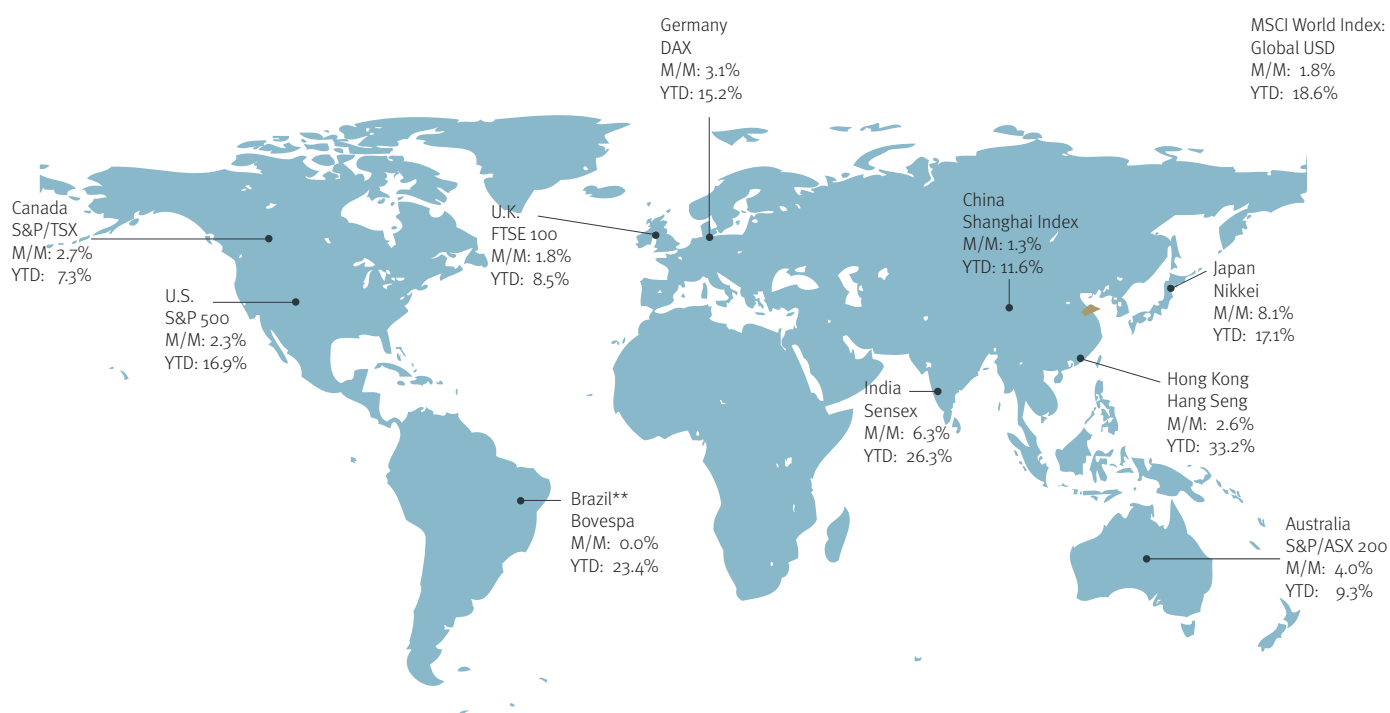 Germany
DAX
M/M: 3.1%
YTD: 15.2%
MSCI World Index:
Global USD
M/M: 1.8%
YTD: 18.6%
Canada
S&P/TSX
M/M: 2.7%
YTD: 7.3%
U.K.
FTSE 100
M/M: 1.8%
YTD: 8.5%
China
Shanghai Index
M/M: 1.3%
YTD: 11.6%
Japan
Nikkei
M/M: 8.1%
YTD: 17.1%
U.S.
S&P 500
M/M: 2.3%
YTD: 16.9%
Hong Kong
Hang Seng
M/M: 2.6%
YTD: 33.2%
India
Sensex
M/M: 6.3%
YTD: 26.3%
Brazil**
Bovespa
M/M: 0.0%
YTD: 23.4%
Australia
S&P/ASX 200
M/M: 4.0%
YTD: 9.3%